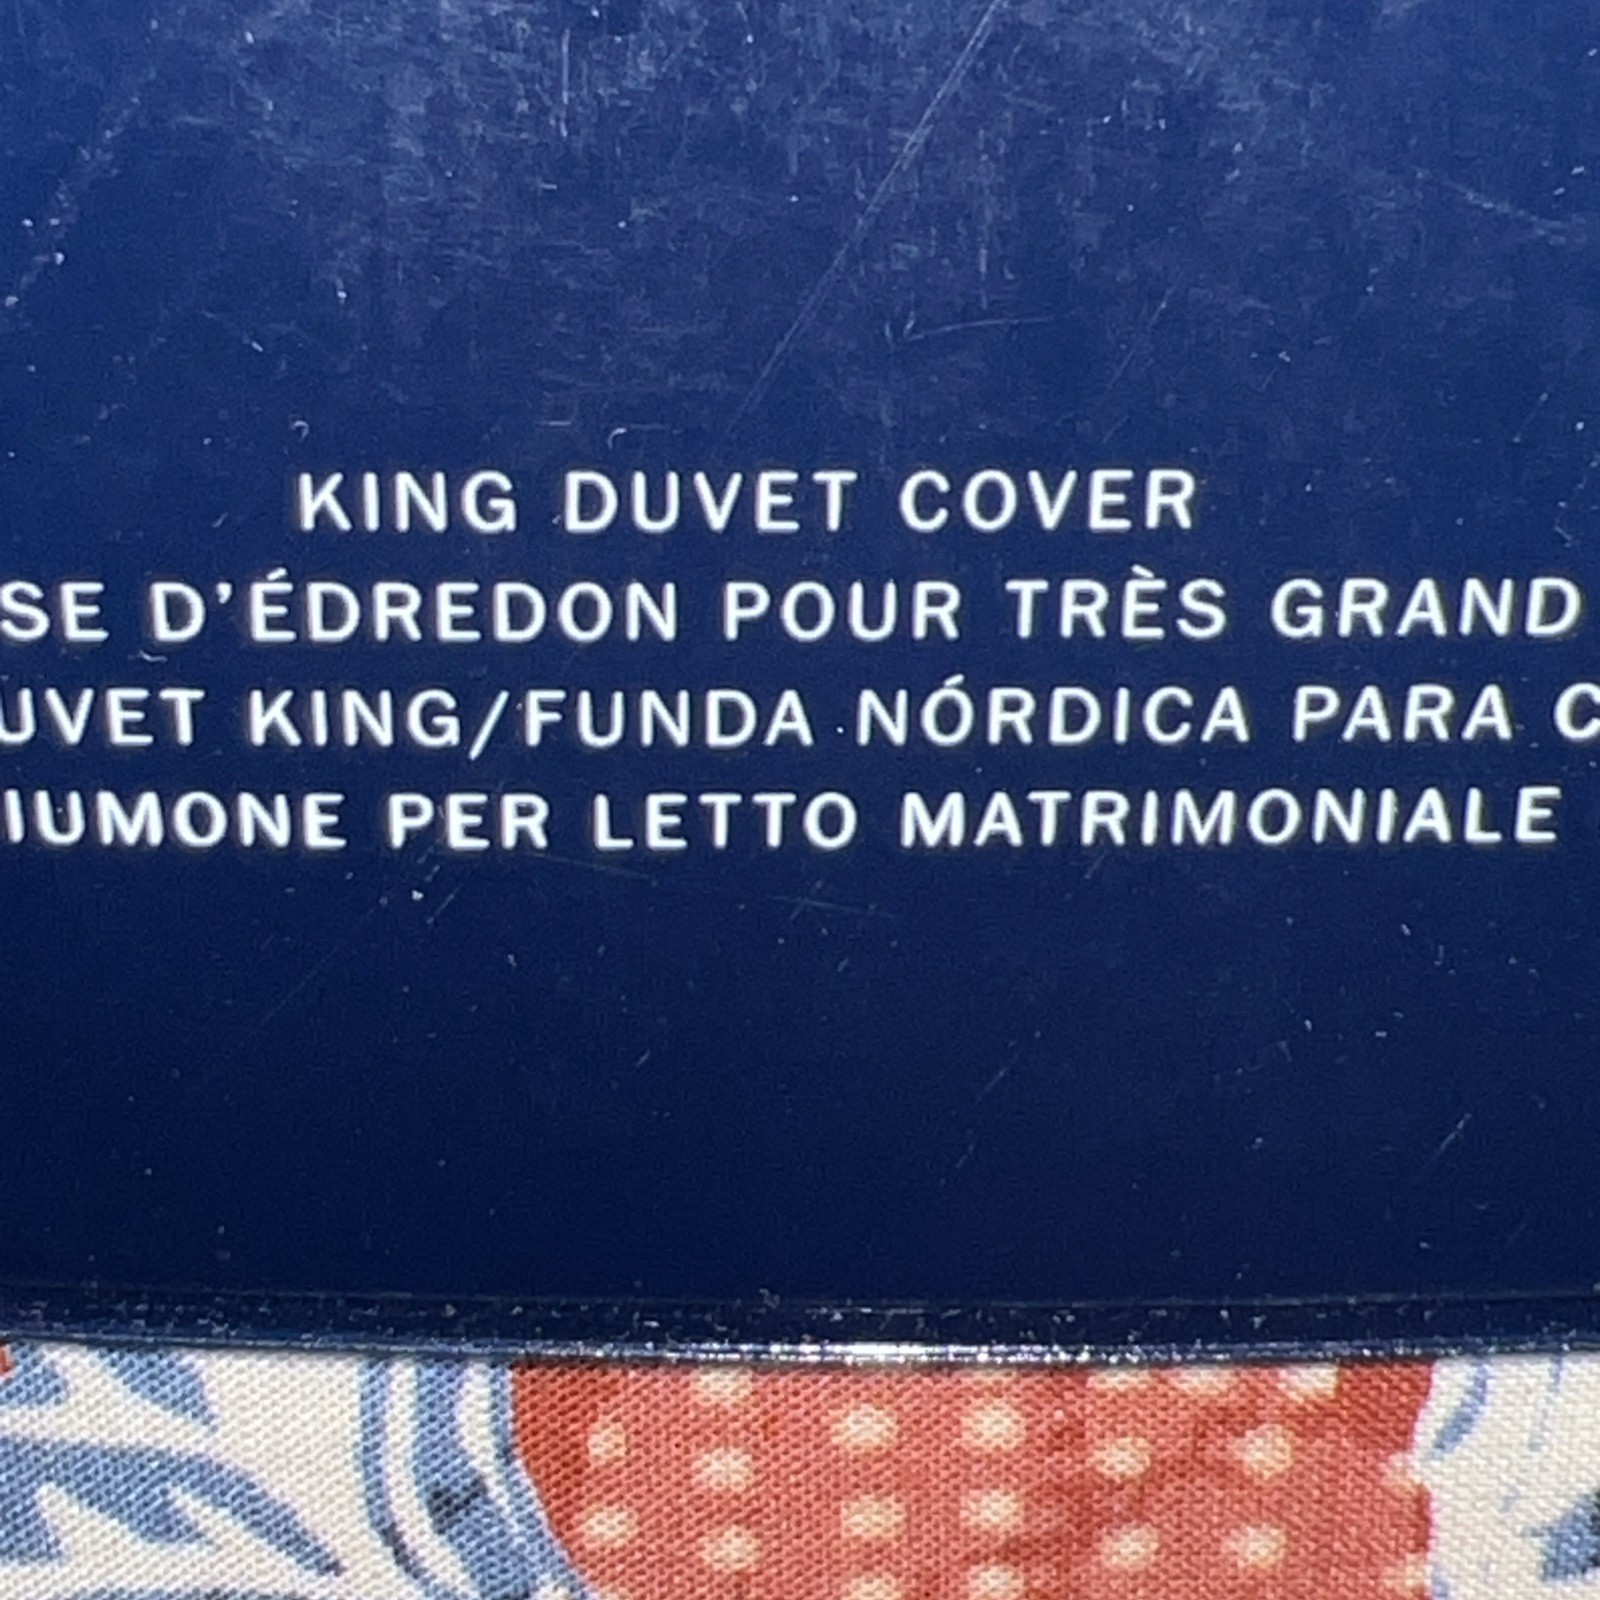 KING DUVET COVER
SE D'ÉDREDON POUR TRÈS GRAND
UVET KING/FUNDA NÓRDICA PARA C
IUMONE PER LETTO MATRIMONIALE